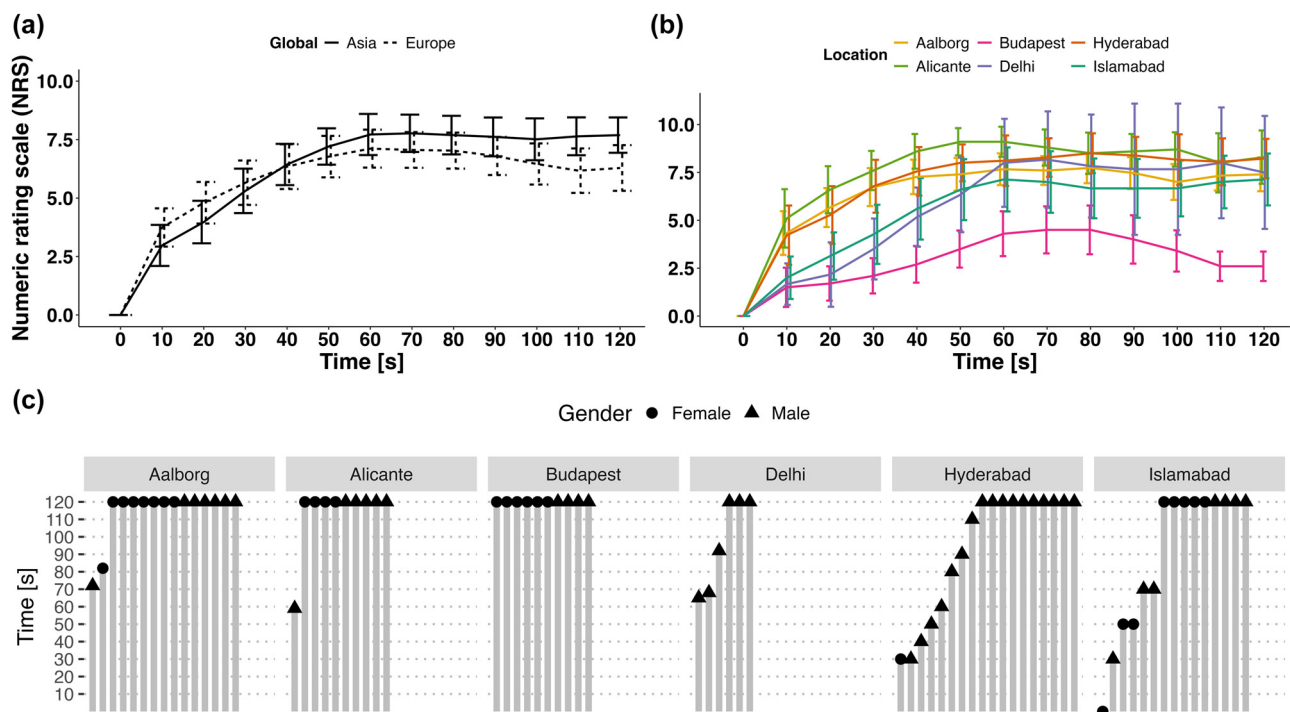 (a)
Global Asia Europe
Numeric rating scale (NRS)
10.0
7.5
5.0
2.5
0.0
0 10 20 30 40 50 60 70 80 90 100 110 120
Time [s]
(b)
Location Aalborg Budapest Hyderabad
Alicante Delhi Islamabad
10.0
7.5
5.0
2.5
0.0
0 10 20 30 40 50 60 70 80 90 100 110 120
Time [s]
(c)
Gender Female Male
Aalborg Alicante Budapest Delhi Hyderabad Islamabad
Time [s]
120
110
100
90
80
70
60
50
40
30
20
10